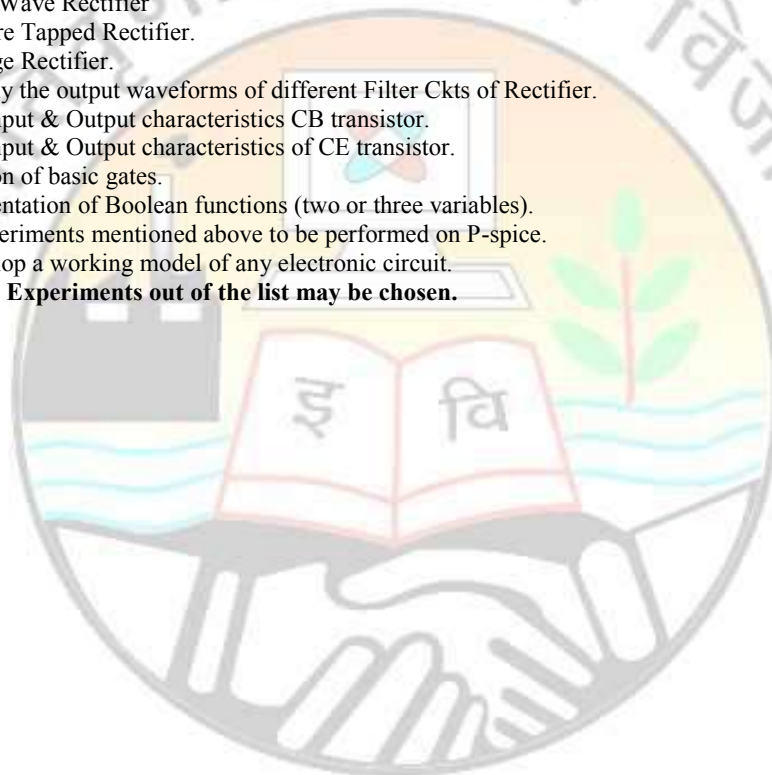 Wave Rectifier
re Tapped Rectifier.
ge Rectifier.
y the output waveforms of different Filter Ckts of Rectifier.
put & Output characteristics CB transistor.
put & Output characteristics of CE transistor.
on of basic gates.
entation of Boolean functions (two or three variables).
eriments mentioned above to be performed on P-spice.
lop a working model of any electronic circuit.
Experiments out of the list may be chosen.
इ वि